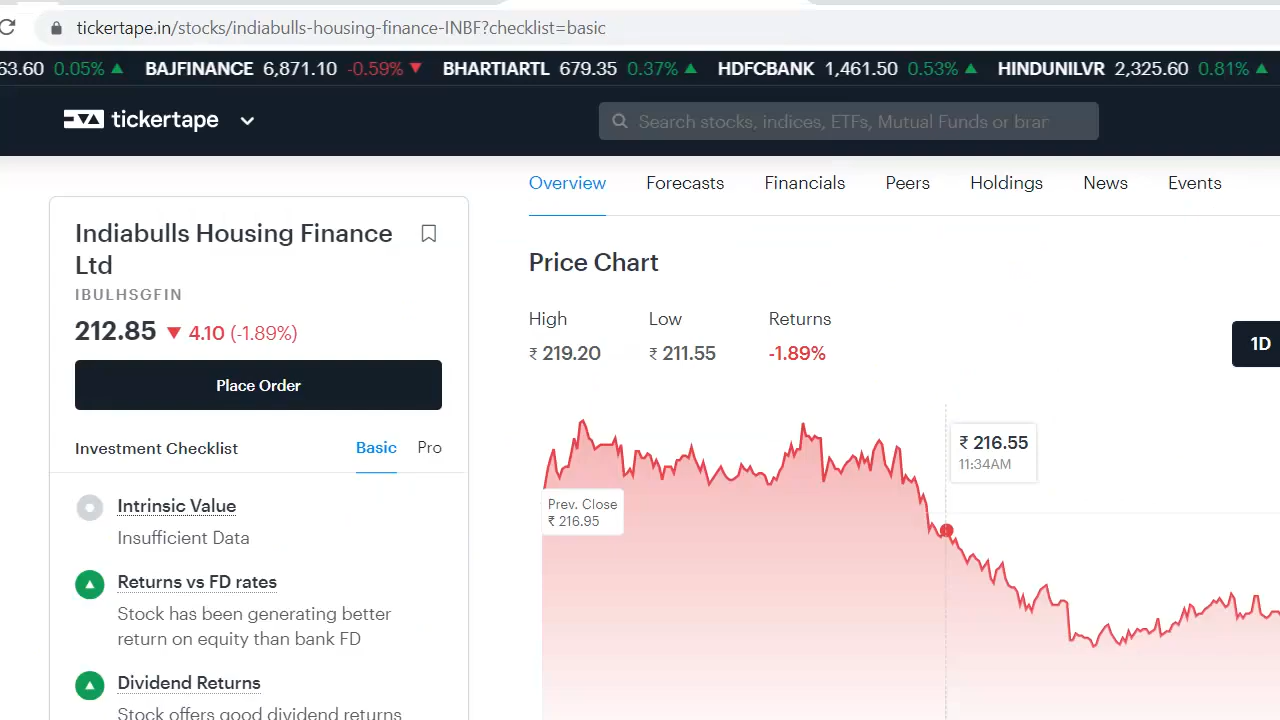 tickertape.in/stocks/indiabulls-housing-finance-INBF?checklist=basic
63.60 0.05% ▲ BAJFINANCE 6,871.10 -0.59% ▼ BHARTIARTL 679.35 0.37% ▲ HDFCBANK 1,461.50 0.53% ▲ HINDUNILVR 2,325.60 0.81% ▲
tickertape
Search stocks, indices, ETFs, Mutual Funds or brar
Overview Forecasts Financials Peers Holdings News Events
Indiabulls Housing Finance
Ltd
IBULHSGFIN
212.85 ▼ 4.10 (-1.89%)
Place Order
Investment Checklist Basic Pro
Intrinsic Value
Insufficient Data
Returns vs FD rates
Stock has been generating better
return on equity than bank FD
Dividend Returns
Stock offers good dividend returns
Price Chart
High Low Returns
₹ 219.20 ₹ 211.55 -1.89%
1D
₹ 216.55
11:34AM
Prev. Close
₹ 216.95